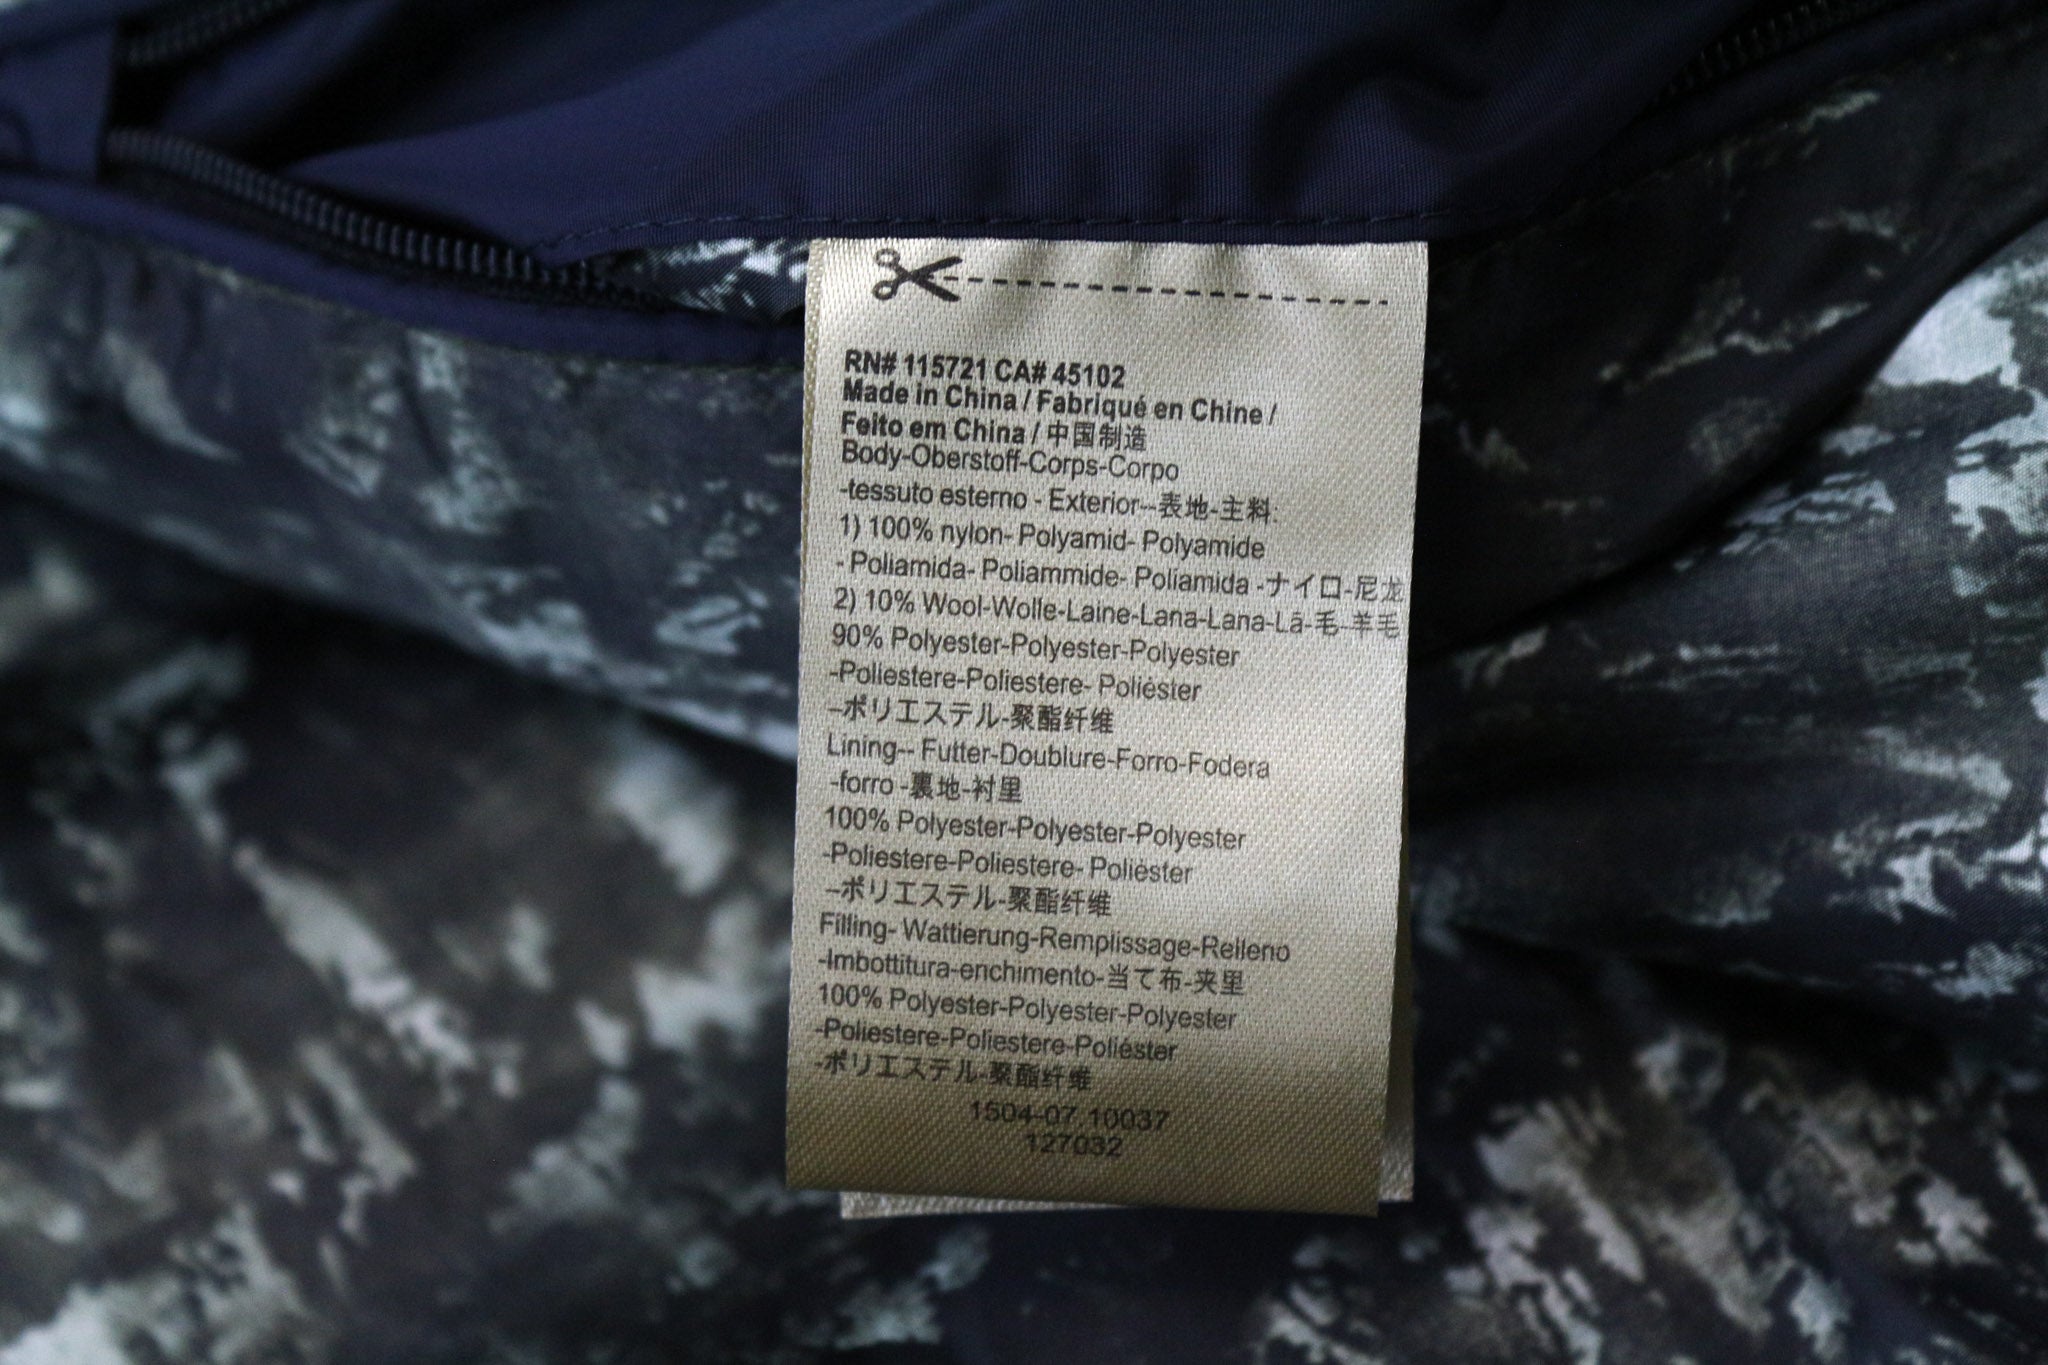 RN# 115721 CA# 45102
Made in China / Fabriqué en Chine /
Feito em China / 中国制造
Body-Oberstoff-Corps-Corpo
-tessuto esterno - Exterior--表地-主料:
1) 100% nylon- Polyamid- Polyamide
- Poliamida- Poliammide- Poliamida -ナイロ-尼龙
2) 10% Wool-Wolle-Laine-Lana-Lana-Lã-毛-羊毛
90% Polyester-Polyester-Polyester
-Poliestere-Poliestere- Poliéster
–ポリエステル-聚酯纤维
Lining-- Futter-Doublure-Forro-Fodera
-forro -裏地-衬里
100% Polyester-Polyester-Polyester
-Poliestere-Poliestere- Poliéster
–ポリエステル-聚酯纤维
Filling- Wattierung-Remplissage-Relleno
-Imbottitura-enchimento-当て布-夹里
100% Polyester-Polyester-Polyester
-Poliestere-Poliestere-Poliéster
-ポリエステル-聚酯纤维
1504-07 10037
127032